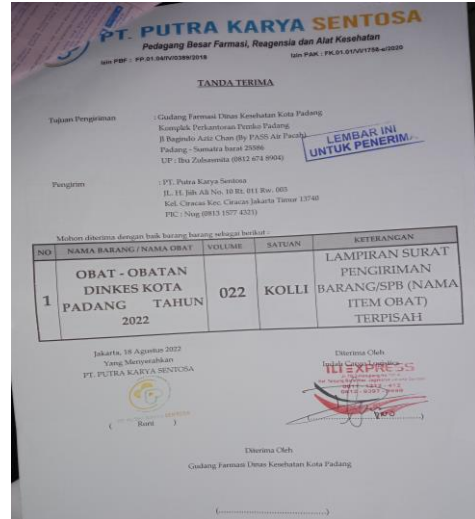 PT. PUTRA KARYA SENTOSA
Pedagang Besar Farmasi, Reagensia dan Alat Kesehatan
Izin PBF : FP.01.04/IV/0389/2018 Izin PAK : FK.01.01/VI/1758-e/2020
TANDA TERIMA
Tujuan Pengiriman : Gudang Farmasi Dinas Kesehatan Kota Padang
Komplek Perkantoran Pemko Padang
Jl Bagindo Aziz Chan (By PASS Air Pacah)
Padang - Sumatra barat 25586
UP : Ibu Zubusmita (0812 674 8904)
LEMBAR INI
UNTUK PENERIMA
Pengirim : PT. Putra Karya Sentosa
JL. H. Jiih Ali No. 10 Rt. 011 Rw. 003
Kel. Ciracas Kec. Ciracas Jakarta Timur 13740
PIC : Nug (0813 1577 4321)
Mohon diterima dengan baik barang barang sebagai berikut :
NO NAMA BARANG / NAMA OBAT VOLUME SATUAN KETERANGAN
1 OBAT - OBATAN DINKES KOTA PADANG TAHUN 2022 022 KOLLI LAMPIRAN SURAT PENGIRIMAN BARANG/SPB (NAMA ITEM OBAT) TERPISAH
Jakarta, 18 Agustus 2022
Yang Menyerahkan
PT. PUTRA KARYA SENTOSA
( Roni )
Diterima Oleh
Indah Cargo Logistics
EXPRESS
Diterima Oleh
Gudang Farmasi Dinas Kesehatan Kota Padang
(..............................)